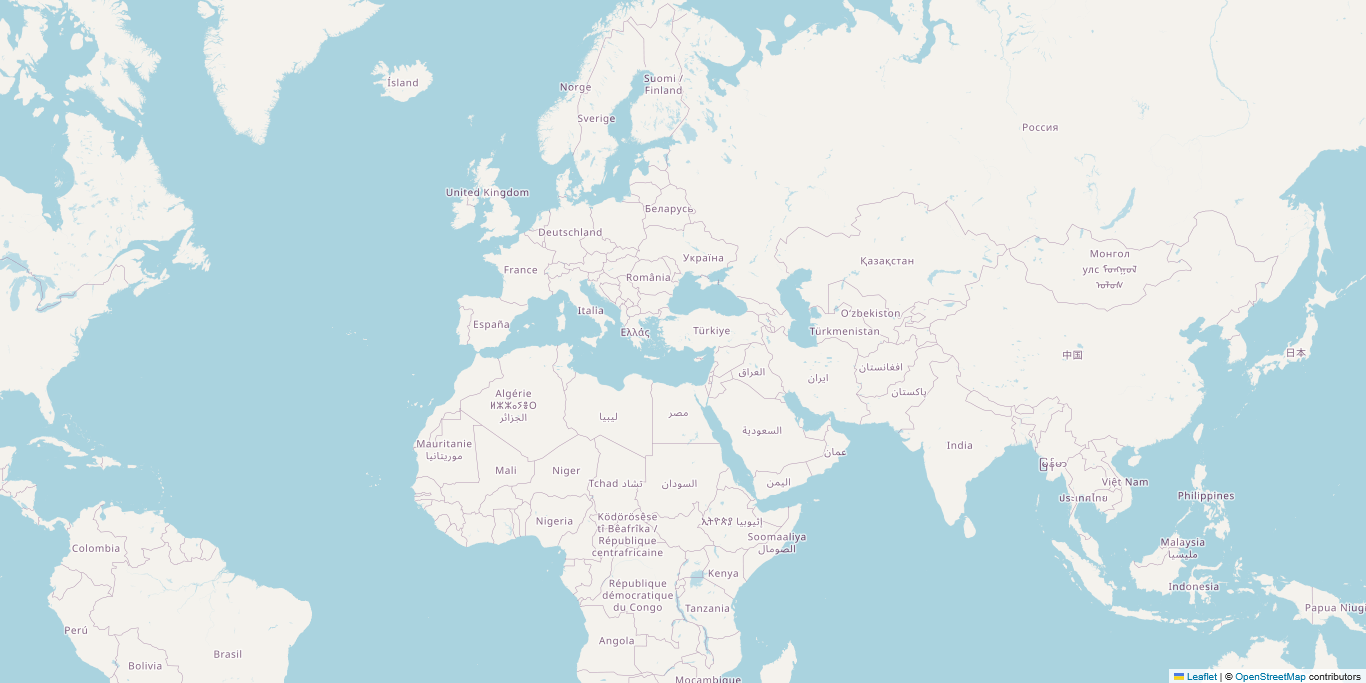 Ísland
Norge
Suomi /
Finland
Sverige
Россия
United Kingdom
Беларусь
Deutschland
Україна
Монгол
улс ᠮᠣᠩᠭᠣᠯ
ᠤᠯᠤᠰ
Қазақстан
France
România
Italia
O'zbekiston
España
Ελλάς
Türkiye
Türkmenistan
日本
中国
العراق
ایران
افغانستان
پاکستان
Algérie
ⵍⵣⵣⴰⵢⴻⵔ
الجزائر
ليبيا
مصر
السعودية
Mauritanie
موريتانيا
عمان
India
Mali
Niger
Tchad تشاد
السودان
اليمن
မြန်မာ
Việt Nam
ประเทศไทย
Philippines
Nigeria
Ködörösêse
tî Bêafrîka /
République
centrafricaine
ኢትዮጵያ إثيوبيا
Soomaaliya
الصومال
Colombia
Malaysia
مليسيا
Kenya
Indonesia
République
démocratique
du Congo
Tanzania
Papua Niugi
Perú
Angola
Brasil
Bolivia
Moçambique
Leaflet | © OpenStreetMap contributors